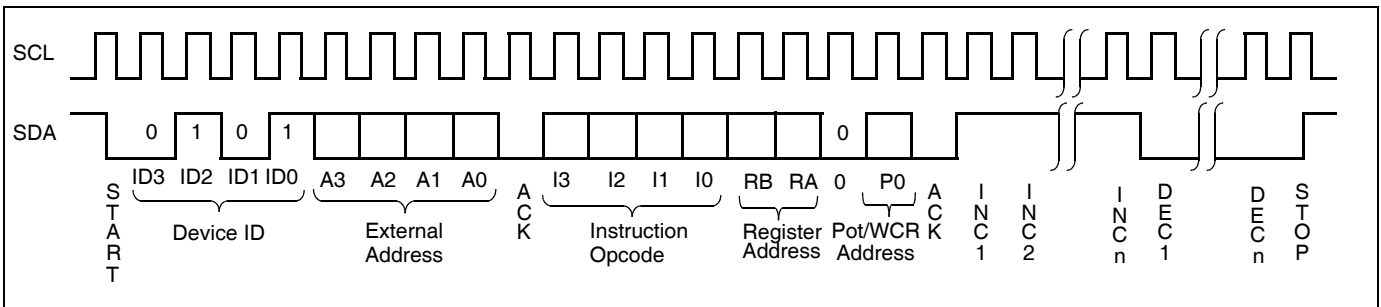 SCL
SDA
0 1 0 1 0
ID3 ID2 ID1 ID0 A3 A2 A1 A0 I3 I2 I1 I0 RB RA 0 P0
START
Device ID
External
Address
ACK
Instruction
Opcode
Register
Address
Pot/WCR
Address
ACK
INC1
INC2
INCn
DEC1
DECn
STOP